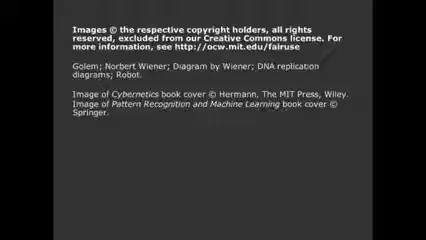 Images © the respective copyright holders, all rights
reserved, excluded from our Creative Commons license. For
more information, see http://ocw.mit.edu/fairuse
Golem; Norbert Wiener; Diagram by Wiener; DNA replication
diagrams; Robot.
Image of Cybernetics book cover © Hermann, The MIT Press, Wiley.
Image of Pattern Recognition and Machine Learning book cover ©
Springer.